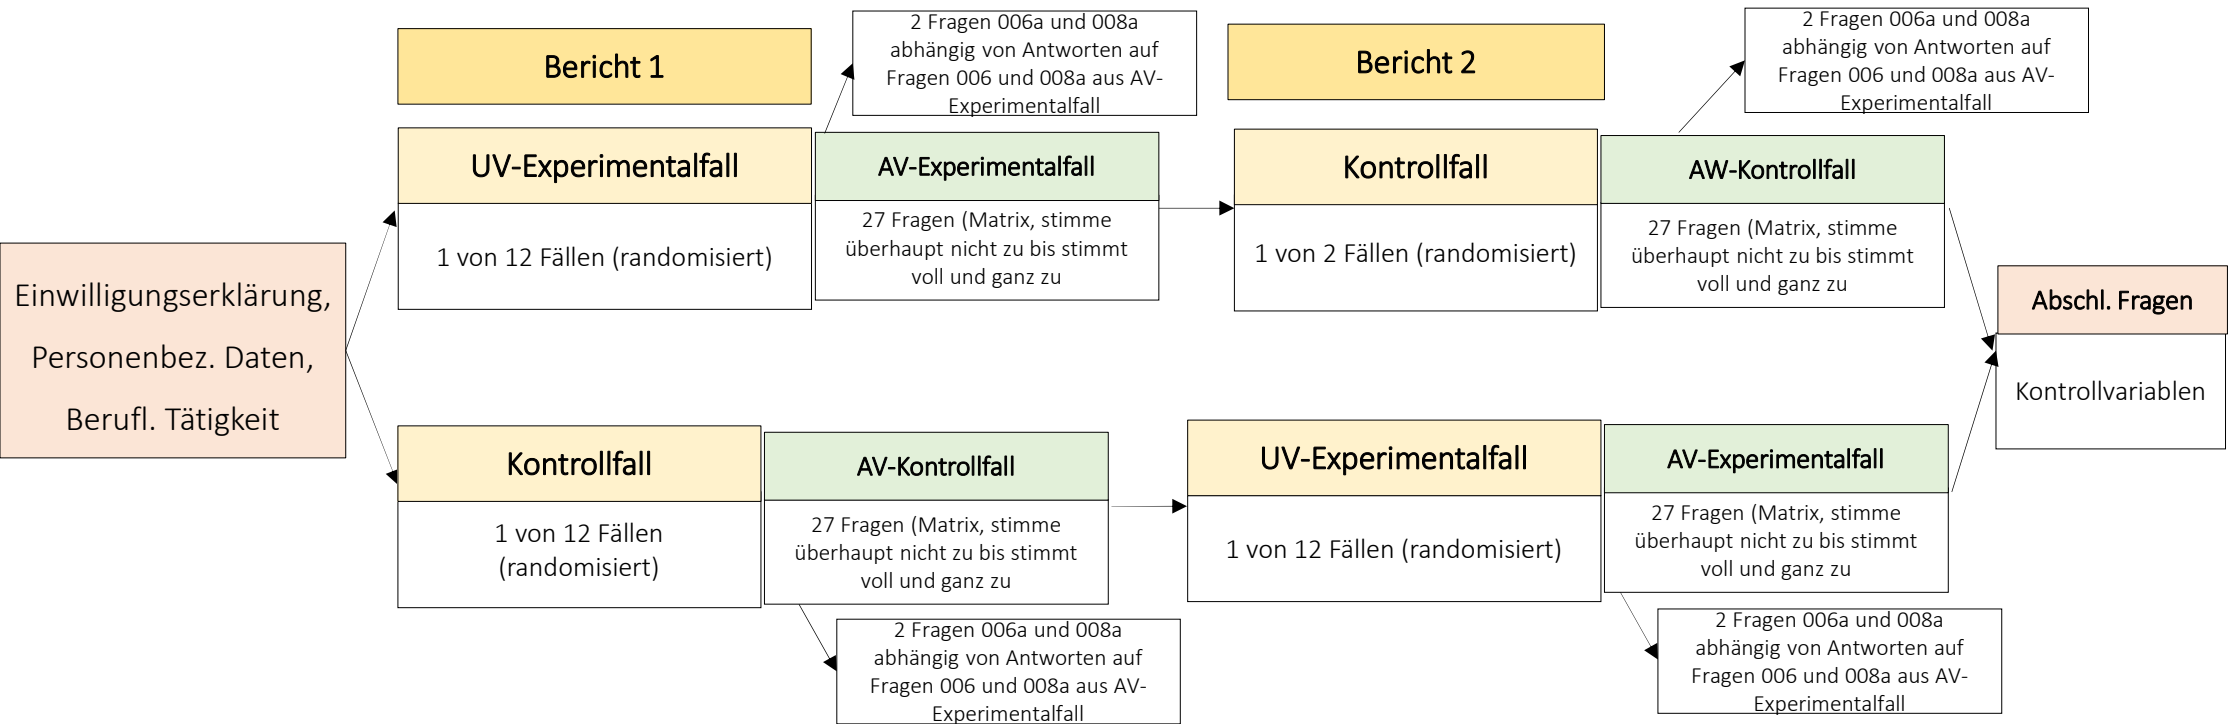 Einwilligungserklärung,
Personenbez. Daten,
Berufl. Tätigkeit
Bericht 1
2 Fragen 006a und 008a
abhängig von Antworten auf
Fragen 006 und 008a aus AV-
Experimentalfall
UV-Experimentalfall
1 von 12 Fällen (randomisiert)
AV-Experimentalfall
27 Fragen (Matrix, stimme
überhaupt nicht zu bis stimmt
voll und ganz zu
Bericht 2
2 Fragen 006a und 008a
abhängig von Antworten auf
Fragen 006 und 008a aus AV-
Experimentalfall
Kontrollfall
1 von 2 Fällen (randomisiert)
AW-Kontrollfall
27 Fragen (Matrix, stimme
überhaupt nicht zu bis stimmt
voll und ganz zu
Kontrollfall
1 von 12 Fällen
(randomisiert)
AV-Kontrollfall
27 Fragen (Matrix, stimme
überhaupt nicht zu bis stimmt
voll und ganz zu
2 Fragen 006a und 008a
abhängig von Antworten auf
Fragen 006 und 008a aus AV-
Experimentalfall
UV-Experimentalfall
1 von 12 Fällen (randomisiert)
AV-Experimentalfall
27 Fragen (Matrix, stimme
überhaupt nicht zu bis stimmt
voll und ganz zu
2 Fragen 006a und 008a
abhängig von Antworten auf
Fragen 006 und 008a aus AV-
Experimentalfall
Abschl. Fragen
Kontrollvariablen